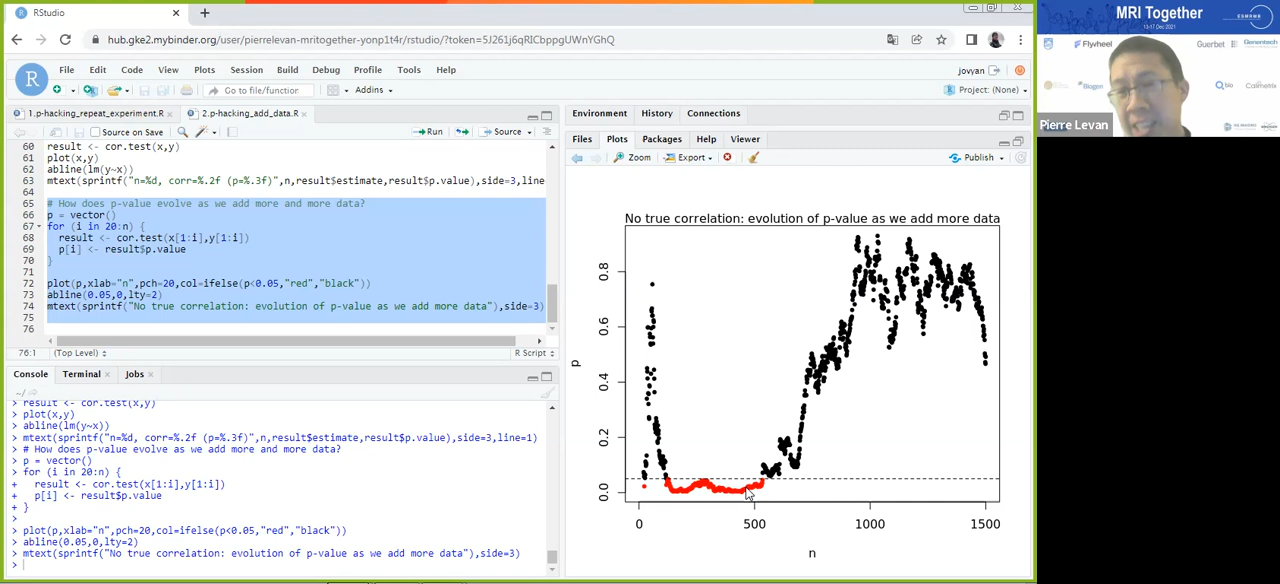 RStudio
hub.gke2.mybinder.org/user/pierrelevan-mritogether-vowp1t4r/rstudio/?token=5J261j6qRICbppgUWnYGhQ
File Edit Code View Plots Session Build Debug Profile Tools Help
jovyan
Go to file/function
Addins
Project: (None)
1.p-hacking_repeat_experiment.R
2.p-hacking_add_data.R
Source on Save
Run
Source
60 result <- cor.test(x,y)
61 plot(x,y)
62 abline(lm(y~x))
63 mtext(sprintf("n=%d, corr=%.2f (p=%.3f)",n,result$estimate,result$p.value),side=3,line
64
65 # How does p-value evolve as we add more and more data?
66 p = vector()
67 for (i in 20:n) {
68 result <- cor.test(x[1:i],y[1:i])
69 p[i] <- result$p.value
70 }
71
72 plot(p,xlab="n",pch=20,col=ifelse(p<0.05,"red","black"))
73 abline(0.05,0,lty=2)
74 mtext(sprintf("No true correlation: evolution of p-value as we add more data"),side=3)
75
76
76:1 (Top Level) R Script
Console Terminal Jobs
~/
result <- cor.test(x,y)
> plot(x,y)
> abline(lm(y~x))
> mtext(sprintf("n=%d, corr=%.2f (p=%.3f)",n,result$estimate,result$p.value),side=3,line=1)
> # How does p-value evolve as we add more and more data?
> p = vector()
> for (i in 20:n) {
+ result <- cor.test(x[1:i],y[1:i])
+ p[i] <- result$p.value
+ }
>
> plot(p,xlab="n",pch=20,col=ifelse(p<0.05,"red","black"))
> abline(0.05,0,lty=2)
> mtext(sprintf("No true correlation: evolution of p-value as we add more data"),side=3)
>
Environment History Connections
Files Plots Packages Help Viewer
Zoom Export Publish
No true correlation: evolution of p-value as we add more data
0.8
0.6
0.4
0.2
0.0
p
0 500 1000 1500
n
MRI Together
13-17 Dec 2021
ESMRMB
Flywheel
Guerbet
Genentech
Biogen
Qbio
Pierre Levan